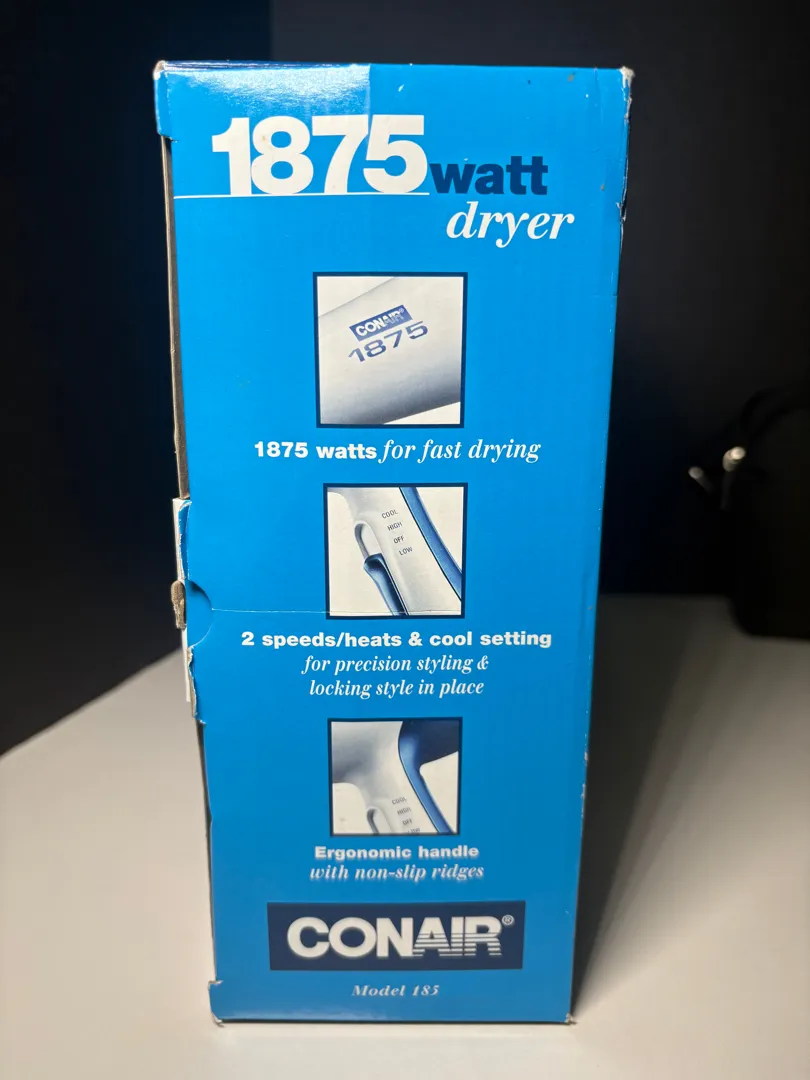 1875 watt
dryer
CONAIR®
1875
1875 watts for fast drying
COOL
HIGH
OFF
LOW
2 speeds/heats & cool setting
for precision styling &
locking style in place
COOL
HIGH
OFF
Ergonomic handle
with non-slip ridges
CONAIR®
Model 185